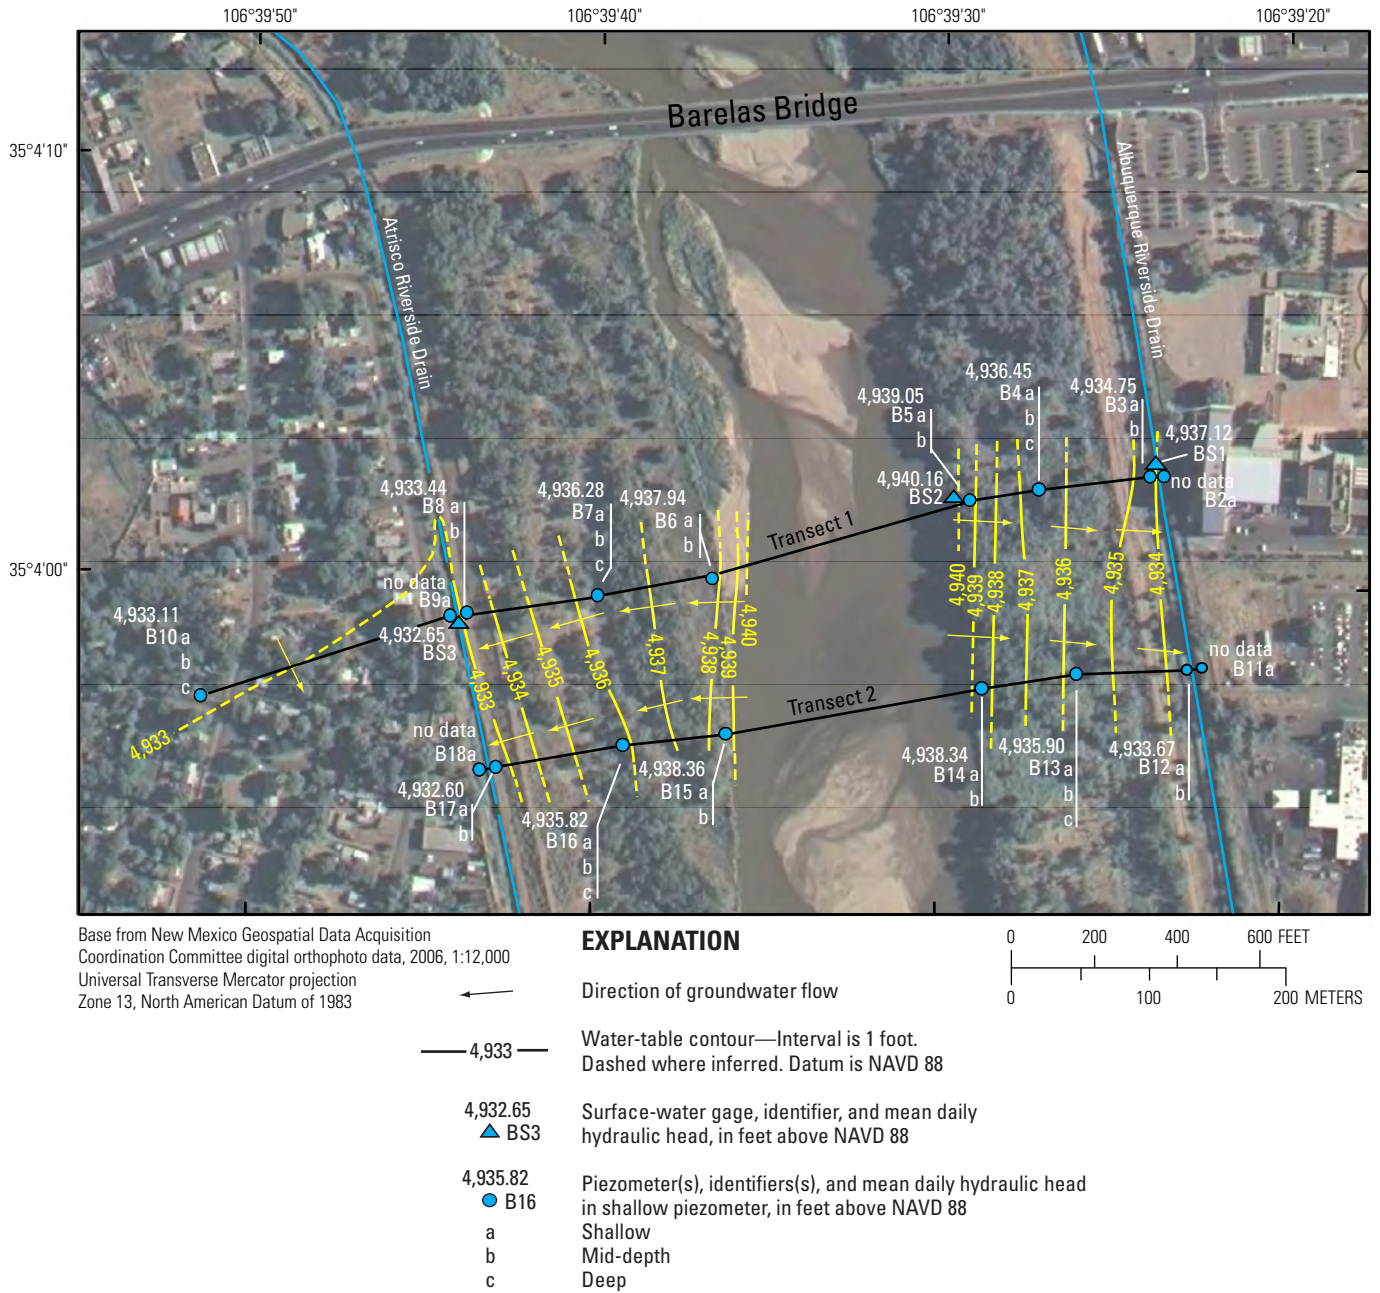 106°39'50"
106°39'40"
106°39'30"
106°39'20"
35°4'10"
35°4'00"
Barelas Bridge
Atrisco Riverside Drain
Albuquerque Riverside Drain
4,936.45
B4 a
b
c
4,934.75
B3 a
b
4,939.05
B5 a
b
4,937.12
BS1
4,940.16
BS2
no data
B2a
4,933.44
B8 a
b
4,936.28
B7a
b
c
4,937.94
B6 a
b
Transect 1
no data
B9a
4,932.65
BS3
4,933.11
B10 a
b
c
4,940
4,939
4,938
4,937
4,936
4,935
4,934
4,933
4,933
4,934
4,935
4,936
4,937
4,938
4,939
4,940
no data
B11a
Transect 2
no data
B18a
4,932.60
B17a
b
4,935.82
B16 a
b
c
4,938.36
B15 a
b
4,938.34
B14 a
b
4,935.90
B13 a
b
c
4,933.67
B12 a
b
Base from New Mexico Geospatial Data Acquisition
Coordination Committee digital orthophoto data, 2006, 1:12,000
Universal Transverse Mercator projection
Zone 13, North American Datum of 1983
0 200 400 600 FEET
0 100 200 METERS
EXPLANATION
Direction of groundwater flow
4,933
Water-table contour—Interval is 1 foot.
Dashed where inferred. Datum is NAVD 88
4,932.65
BS3
Surface-water gage, identifier, and mean daily
hydraulic head, in feet above NAVD 88
4,935.82
B16
Piezometer(s), identifiers(s), and mean daily hydraulic head
in shallow piezometer, in feet above NAVD 88
a Shallow
b Mid-depth
c Deep